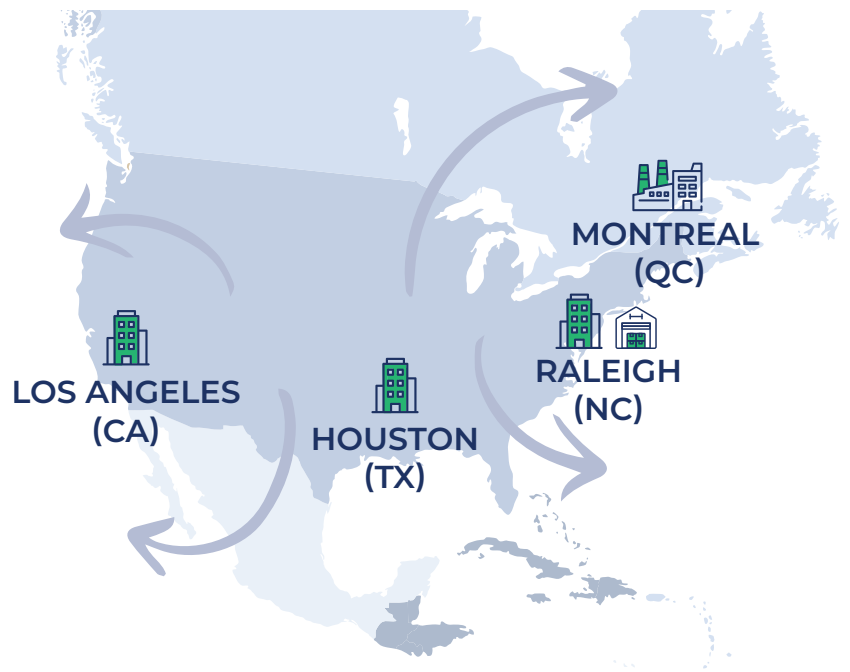 MONTREAL
(QC)
RALEIGH
(NC)
LOS ANGELES
(CA)
HOUSTON
(TX)